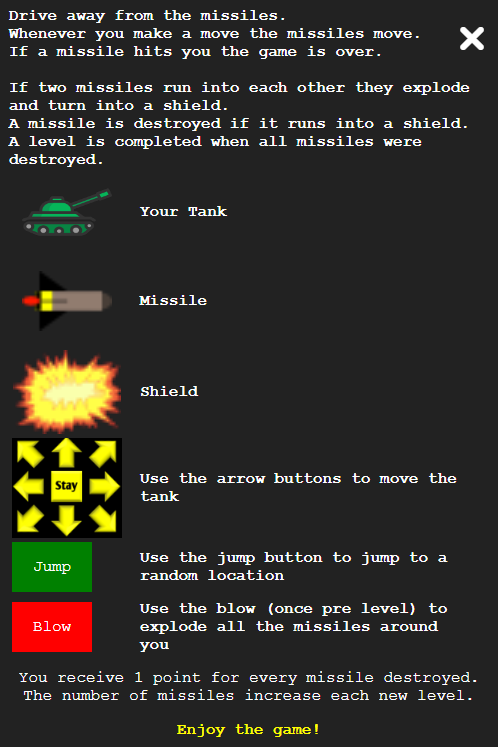 Drive away from the missiles.
Whenever you make a move the missiles move.
If a missile hits you the game is over.
If two missiles run into each other they explode
and turn into a shield.
A missile is destroyed if it runs into a shield.
A level is completed when all missiles were
destroyed.
Your Tank
Missile
Shield
Stay
Use the arrow buttons to move the
tank
Jump
Use the jump button to jump to a
random location
Blow
Use the blow (once pre level) to
explode all the missiles around
you
You receive 1 point for every missile destroyed.
The number of missiles increase each new level.
Enjoy the game!